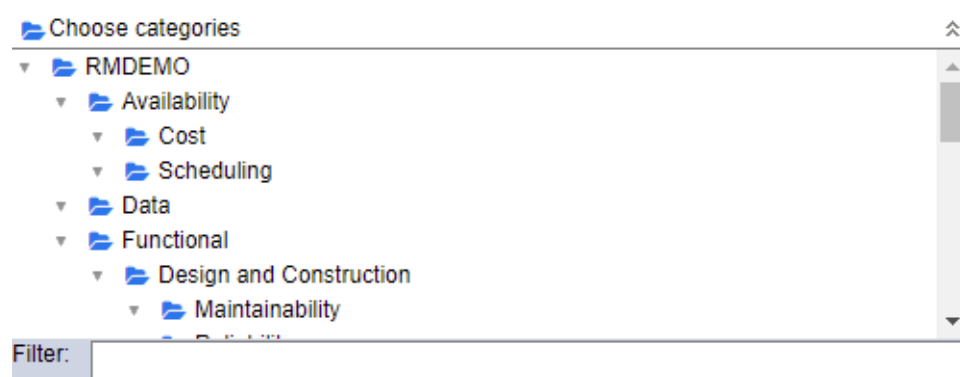 Choose categories
RMDEMO
Availability
Cost
Scheduling
Data
Functional
Design and Construction
Maintainability
Filter: